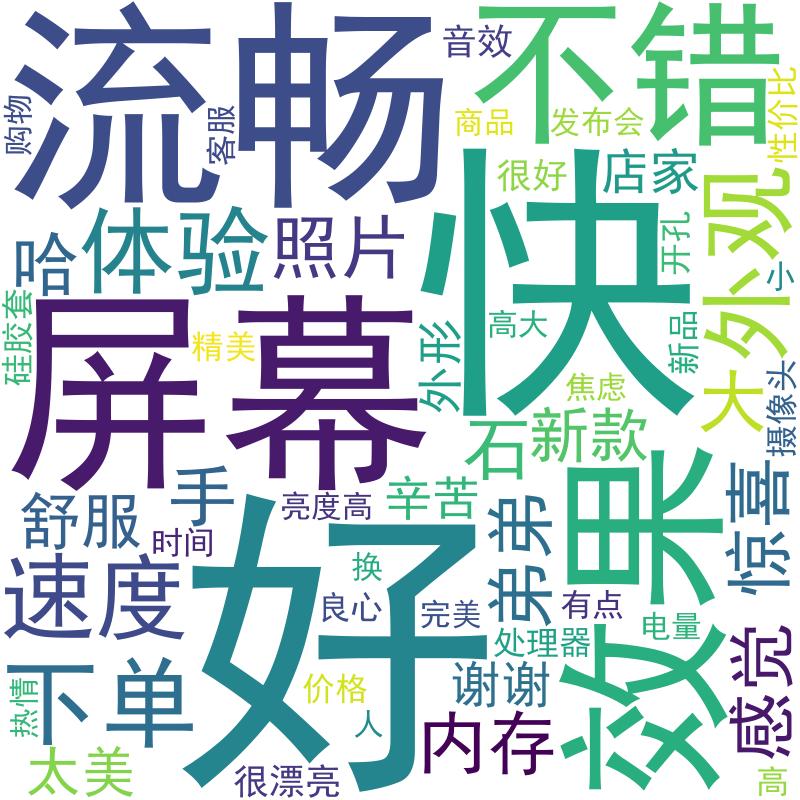 流畅
音效
不错
购物
客服
商品
发布会
性价比
很好
店家
哈
体验
照片
快
开孔
外观
小
硅胶套
屏幕
精美
外形
高大
新品
焦虑
大
摄像头
石
新款
舒服
手
亮度高
辛苦
弟弟
效果
惊喜
速度
时间
好
换
良心
完美
有点
处理器
电量
感觉
热情
下单
价格
谢谢
人
内存
太美
很漂亮
高